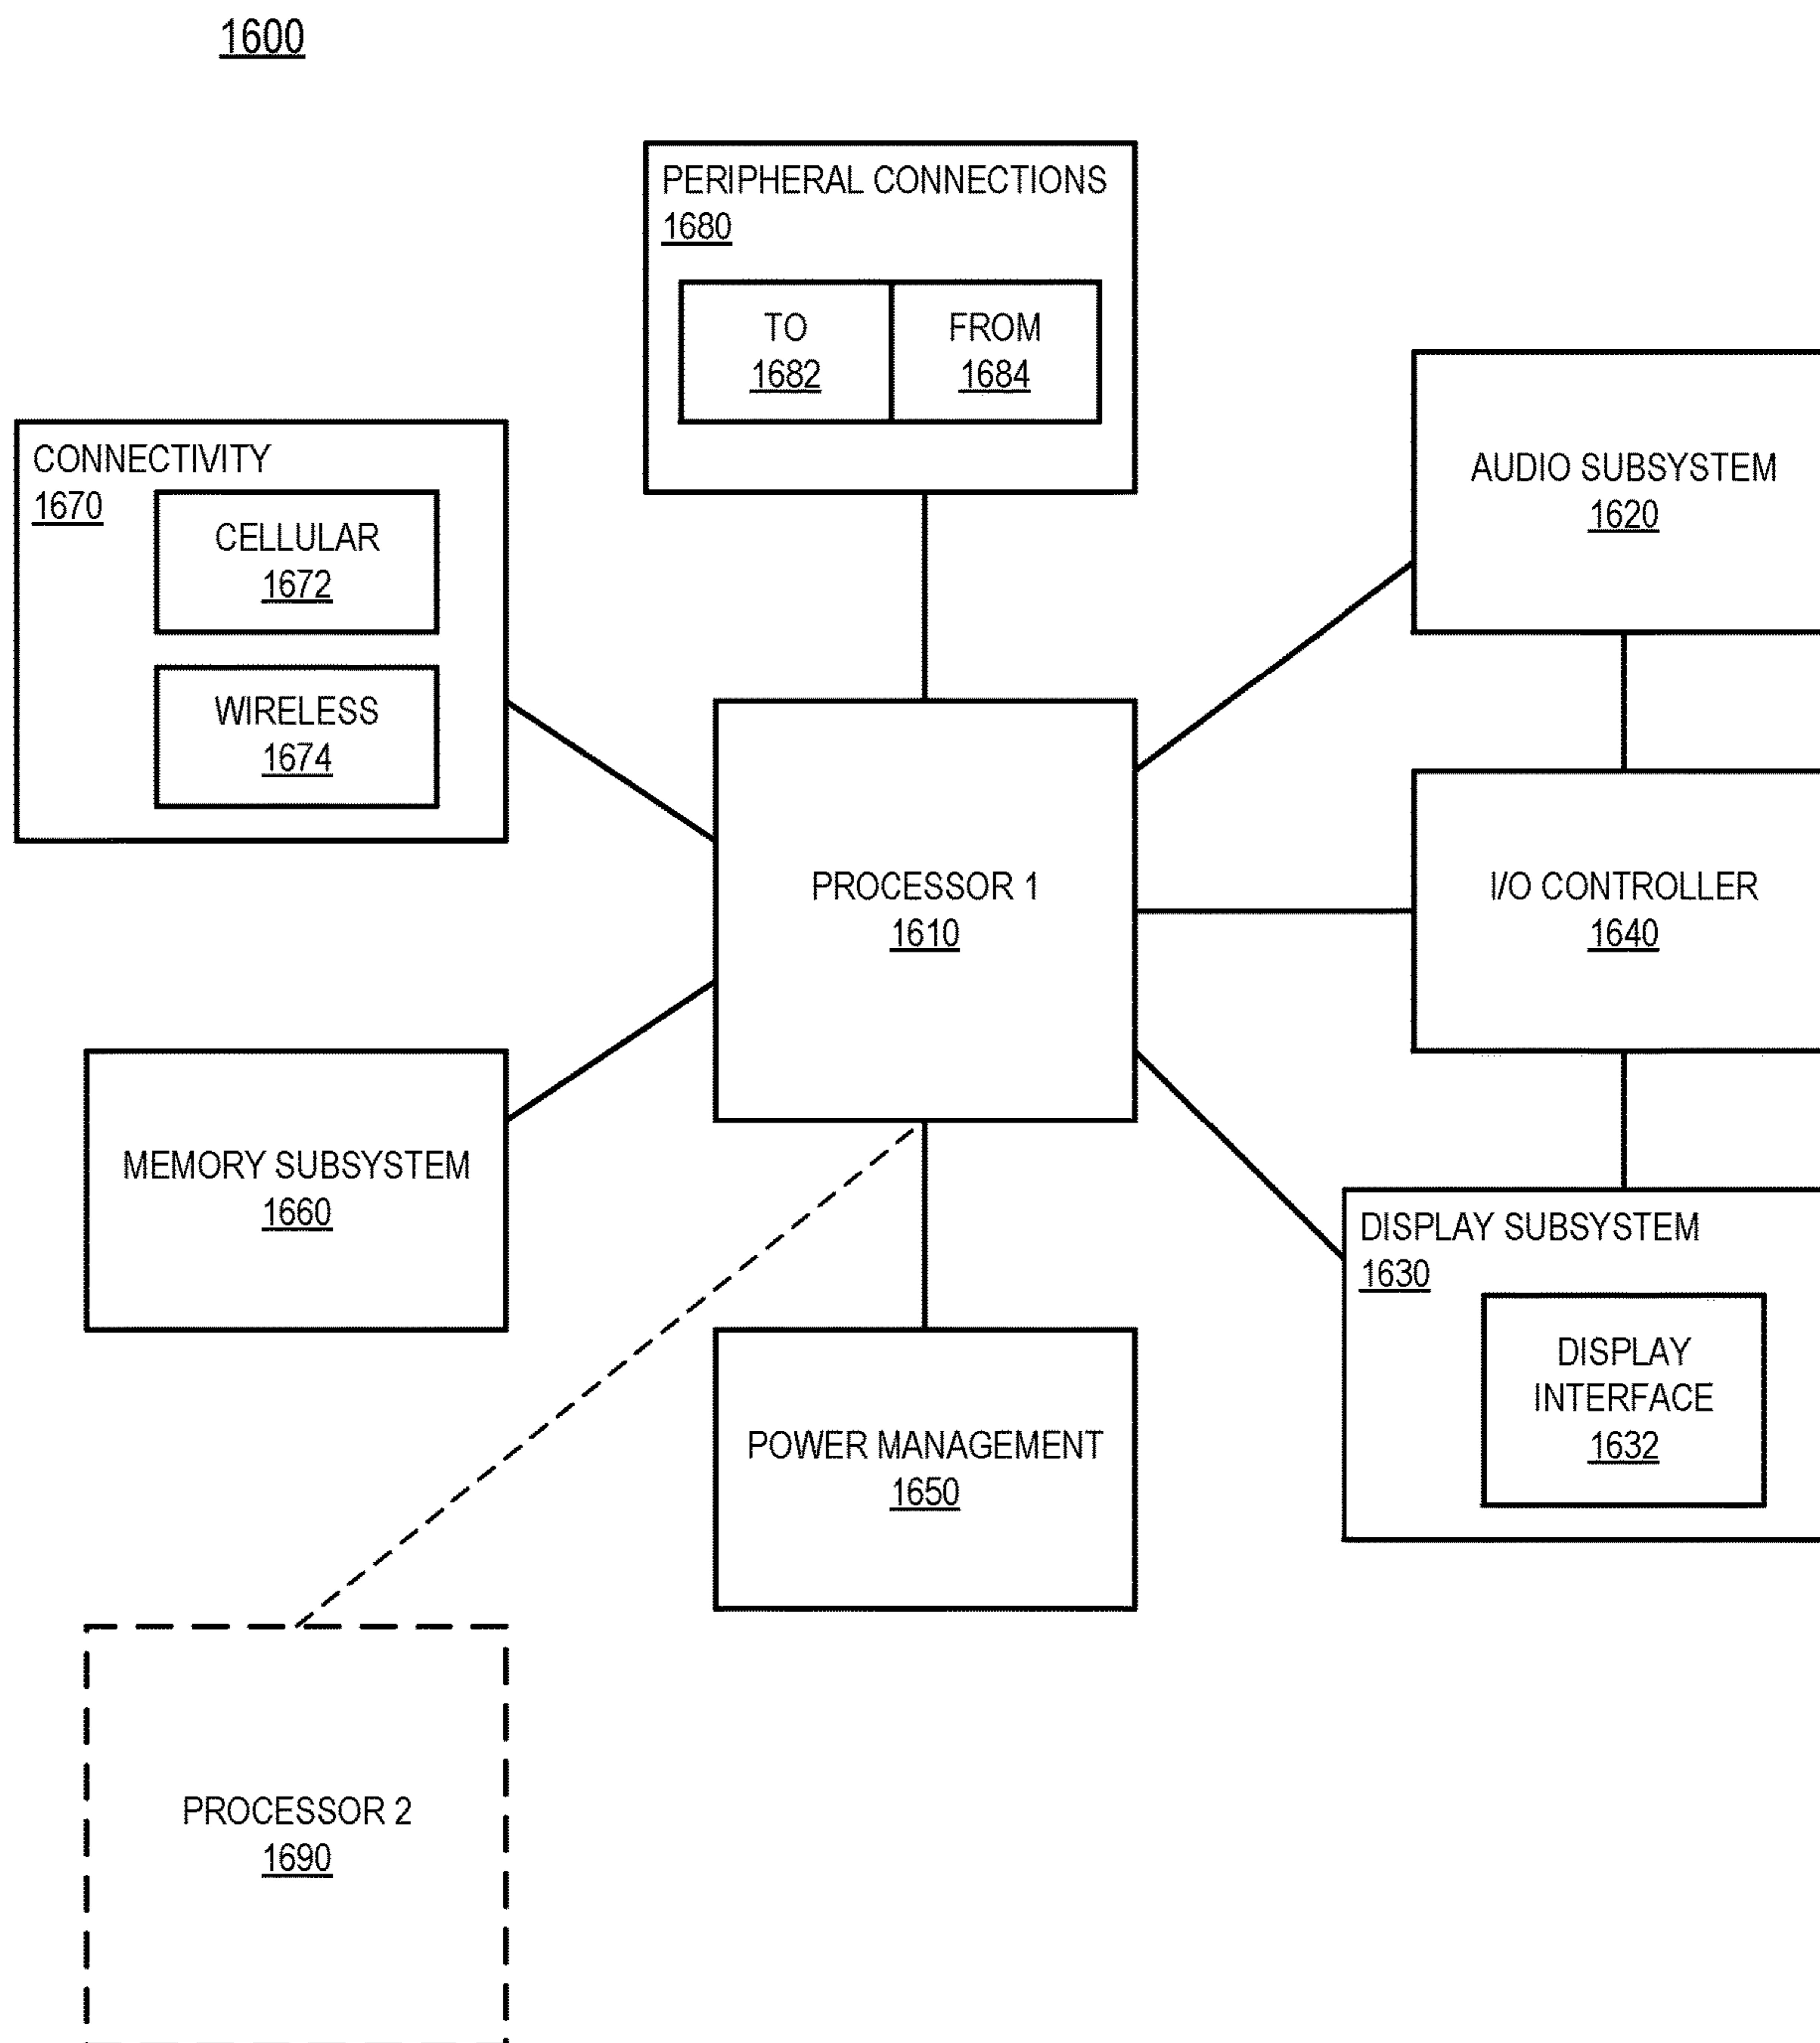 1600
PERIPHERAL CONNECTIONS
1680
TO
1682
FROM
1684
CONNECTIVITY
1670
CELLULAR
1672
WIRELESS
1674
AUDIO SUBSYSTEM
1620
PROCESSOR 1
1610
I/O CONTROLLER
1640
MEMORY SUBSYSTEM
1660
DISPLAY SUBSYSTEM
1630
DISPLAY
INTERFACE
1632
POWER MANAGEMENT
1650
PROCESSOR 2
1690